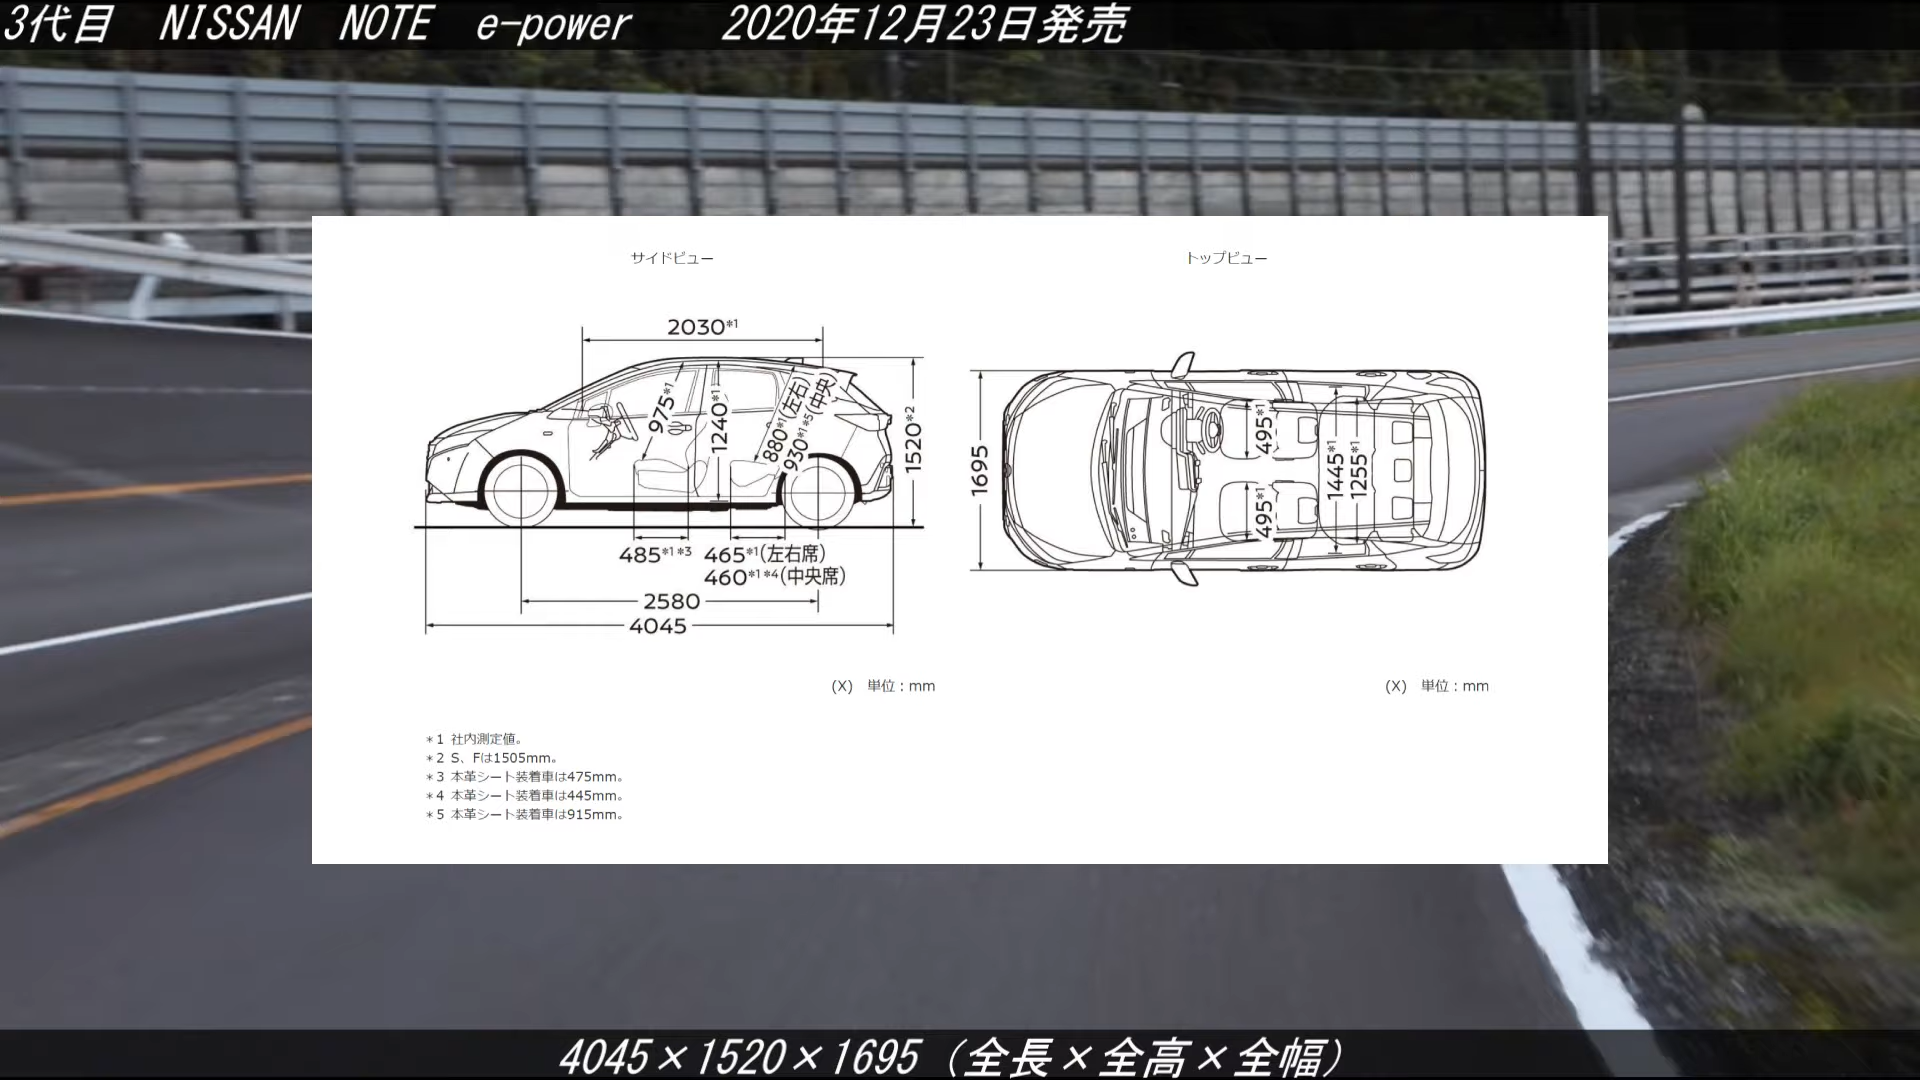 3代目　NISSAN　NOTE　e-power　　2020年12月23日発売
サイドビュー
トップビュー
2030*1
975*1
1240*1
880*1(左右)
930*1*5(中央)
1520*2
485*1*3
465*1(左右席)
460*1*4(中央席)
2580
4045
1695
495*1
495*1
1445*1
1255*1
(X)　単位：mm
(X)　単位：mm
＊1 社内測定値。
＊2 S、Fは1505mm。
＊3 本革シート装着車は475mm。
＊4 本革シート装着車は445mm。
＊5 本革シート装着車は915mm。
4045×1520×1695（全長×全高×全幅）